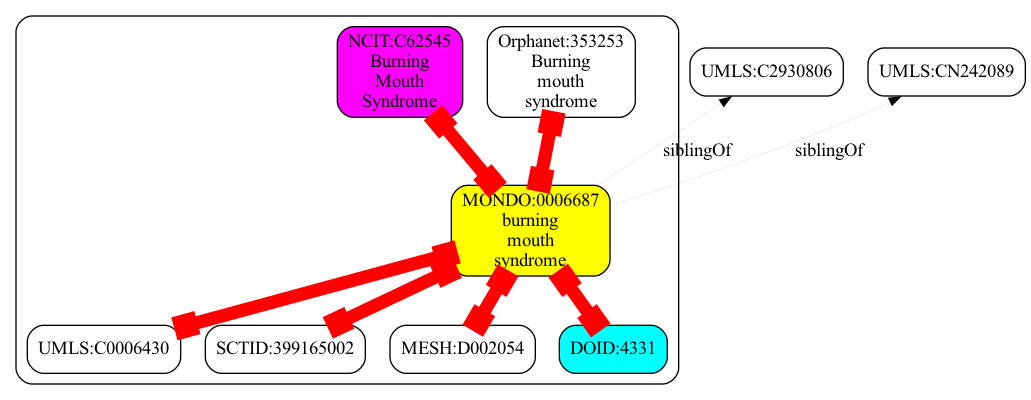 NCIT:C62545
Burning
Mouth
Syndrome
Orphanet:353253
Burning
mouth
syndrome
UMLS:C2930806
UMLS:CN242089
siblingOf
siblingOf
MONDO:0006687
burning
mouth
syndrome
UMLS:C0006430
SCTID:399165002
MESH:D002054
DOID:4331